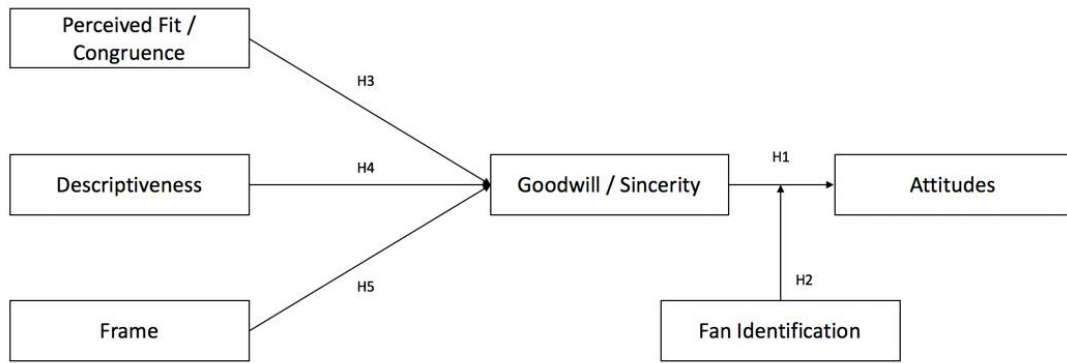 Perceived Fit /
Congruence
H3
Descriptiveness
H4
Goodwill / Sincerity
H1
Attitudes
H5
H2
Frame
Fan Identification